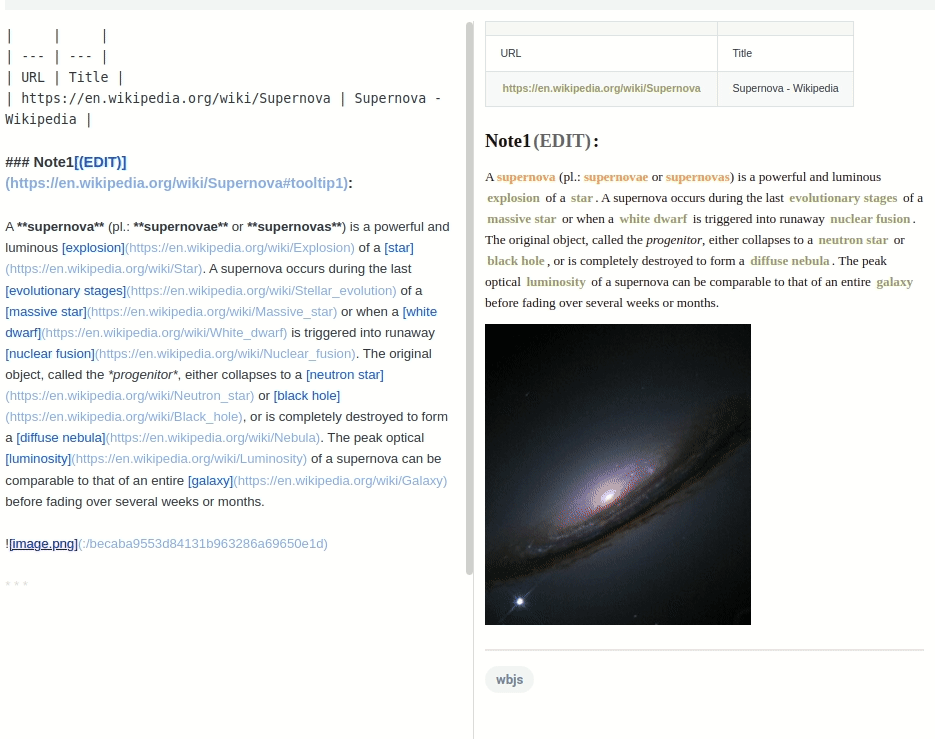 |     |     |
| --- | --- |
| URL | Title |
| https://en.wikipedia.org/wiki/Supernova | Supernova -
Wikipedia |
### Note1[(EDIT)]
(https://en.wikipedia.org/wiki/Supernova#tooltip1):
A **supernova** (pl.: **supernovae** or **supernovas**) is a powerful and
luminous [explosion](https://en.wikipedia.org/wiki/Explosion) of a [star]
(https://en.wikipedia.org/wiki/Star). A supernova occurs during the last
[evolutionary stages](https://en.wikipedia.org/wiki/Stellar_evolution) of a
[massive star](https://en.wikipedia.org/wiki/Massive_star) or when a [white
dwarf](https://en.wikipedia.org/wiki/White_dwarf) is triggered into runaway
[nuclear fusion](https://en.wikipedia.org/wiki/Nuclear_fusion). The original
object, called the *progenitor*, either collapses to a [neutron star]
(https://en.wikipedia.org/wiki/Neutron_star) or [black hole]
(https://en.wikipedia.org/wiki/Black_hole), or is completely destroyed to form
a [diffuse nebula](https://en.wikipedia.org/wiki/Nebula). The peak optical
[luminosity](https://en.wikipedia.org/wiki/Luminosity) of a supernova can be
comparable to that of an entire [galaxy](https://en.wikipedia.org/wiki/Galaxy)
before fading over several weeks or months.
![image.png](:/becaba9553d84131b963286a69650e1d)
* * *
URL Title
https://en.wikipedia.org/wiki/Supernova Supernova - Wikipedia
Note1 (EDIT) :
A supernova (pl.: supernovae or supernovas) is a powerful and luminous
explosion of a star . A supernova occurs during the last evolutionary stages of a
massive star or when a white dwarf is triggered into runaway nuclear fusion .
The original object, called the progenitor, either collapses to a neutron star or
black hole , or is completely destroyed to form a diffuse nebula . The peak
optical luminosity of a supernova can be comparable to that of an entire galaxy
before fading over several weeks or months.
wbjs